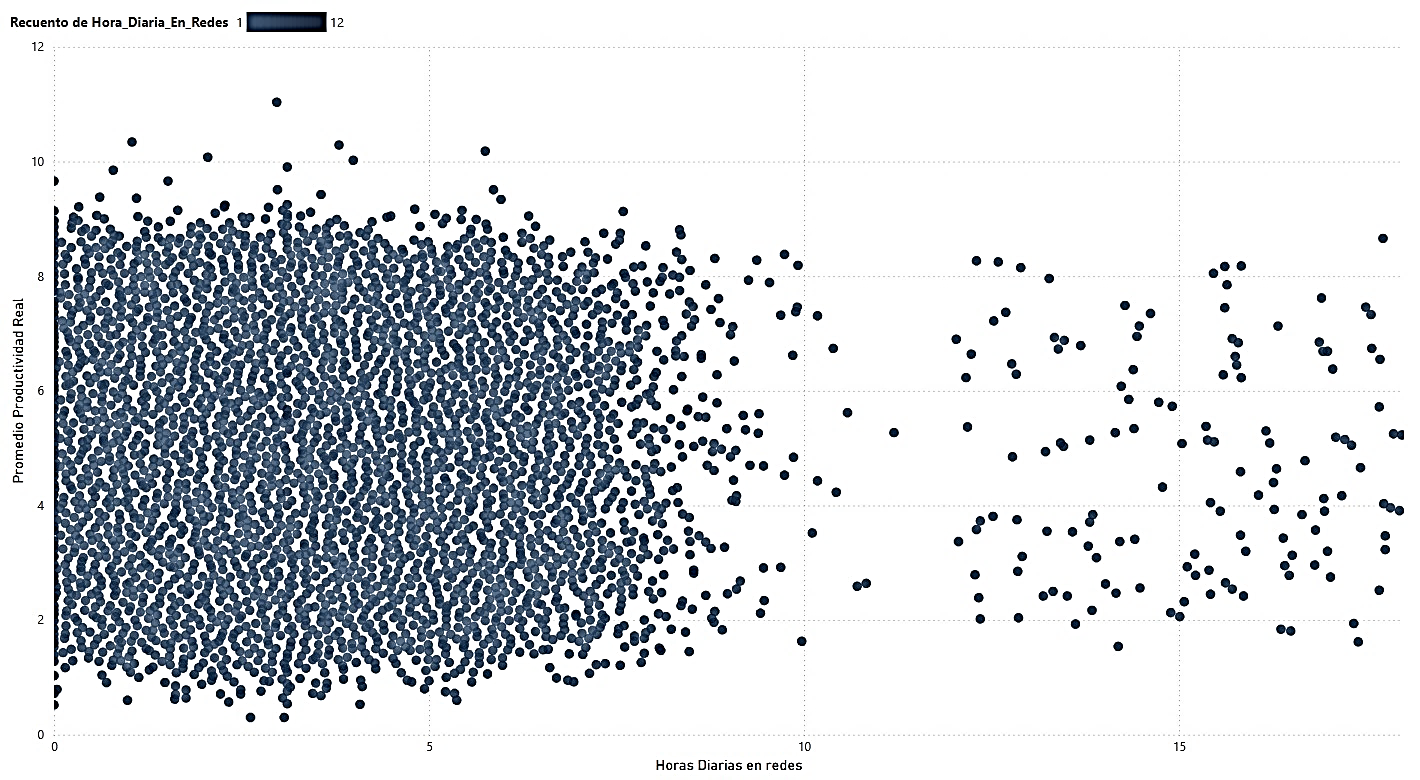 Recuento de Hora_Diaria_En_Redes 1 12
12
10
8
6
4
2
0
Promedio Productividad Real
0 5 10 15
Horas Diarias en redes